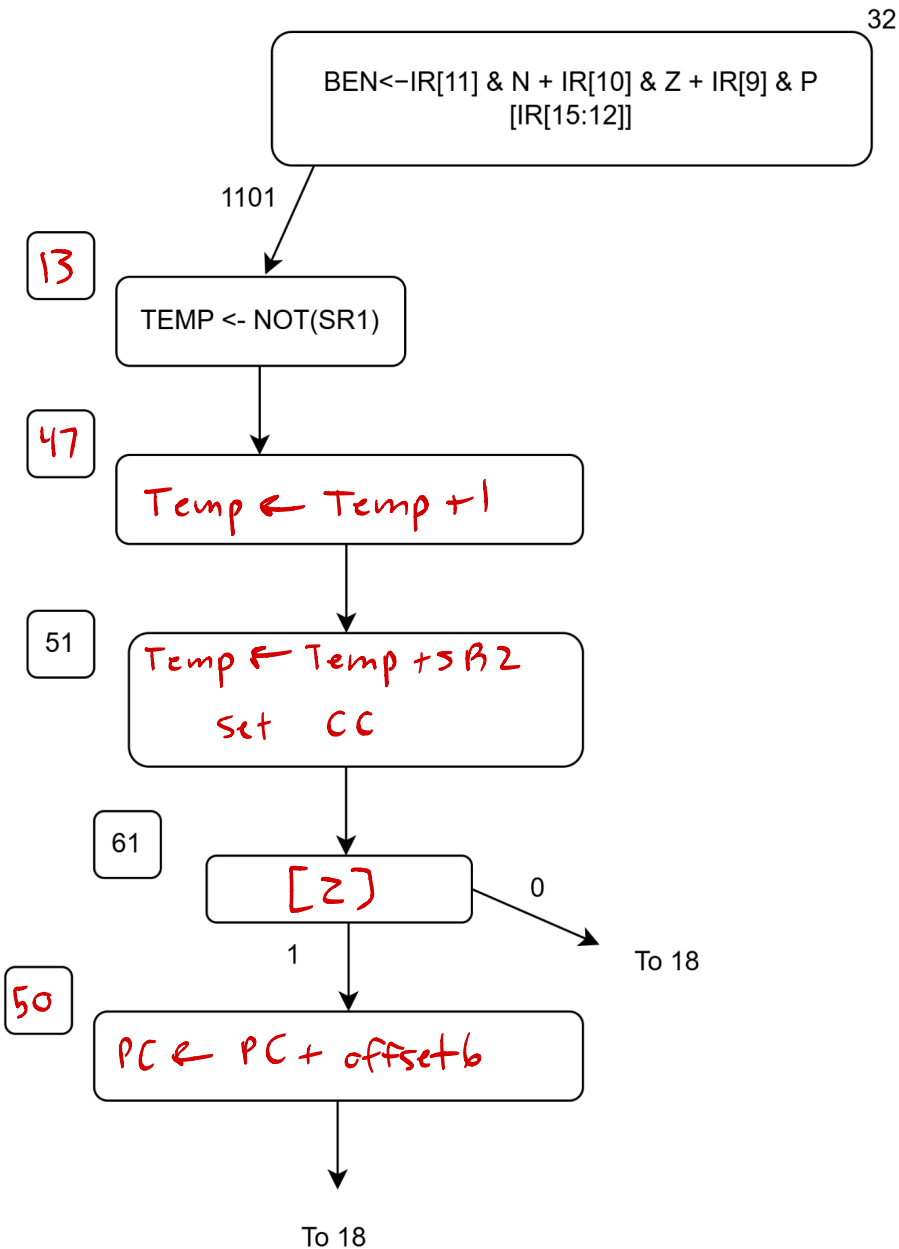 32
BEN<−IR[11] & N + IR[10] & Z + IR[9] & P
[IR[15:12]]
1101
13
TEMP <- NOT(SR1)
47
Temp ← Temp + 1
51
Temp ← Temp + SR2
Set CC
61
[Z]
0
1
To 18
50
PC ← PC + offset6
To 18